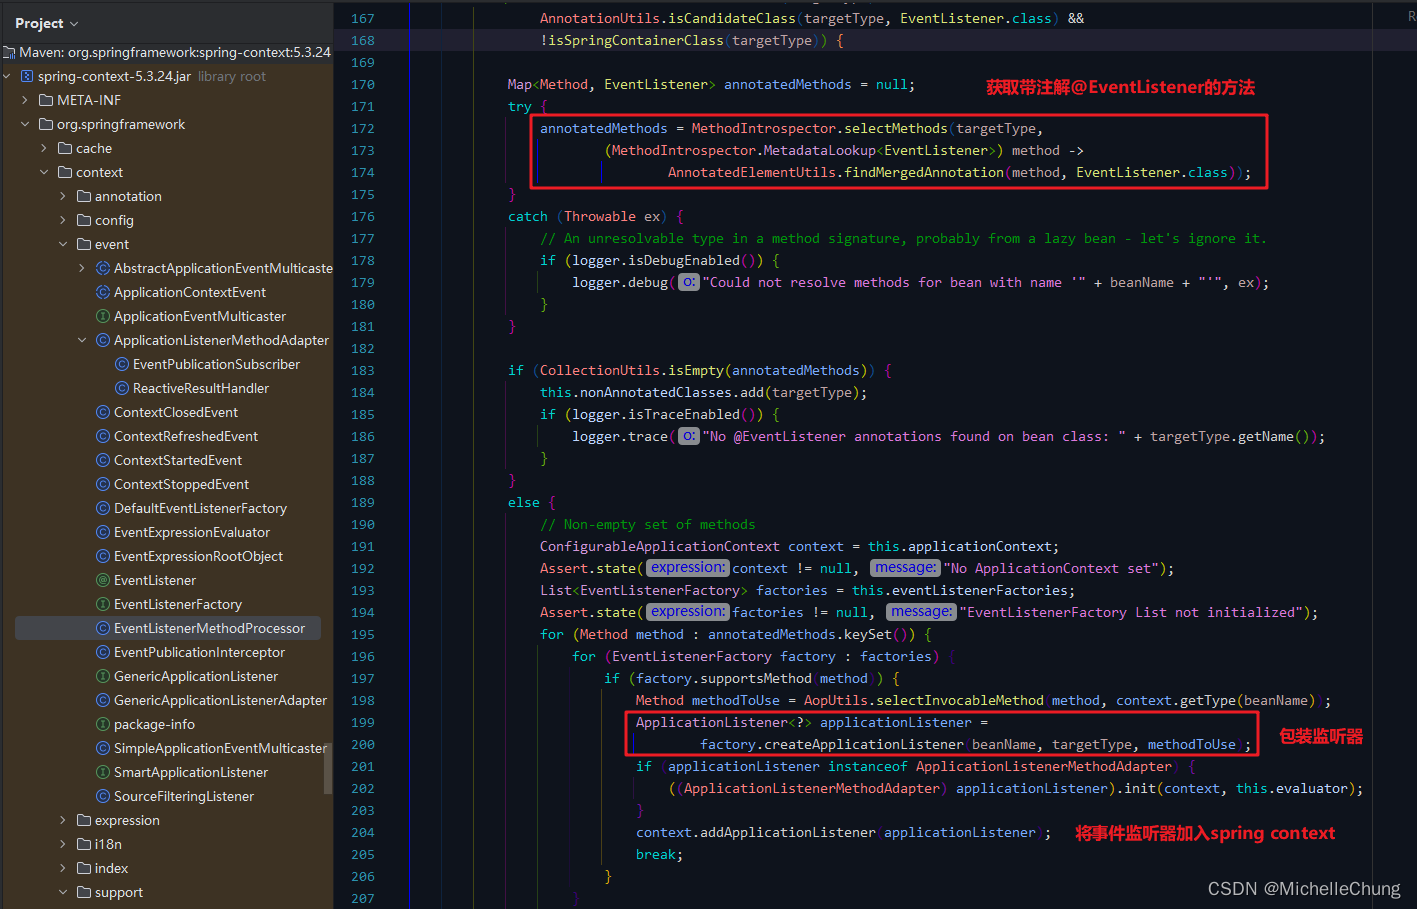 Project
Maven: org.springframework:spring-context:5.3.24
spring-context-5.3.24.jar library root
META-INF
org.springframework
cache
context
annotation
config
event
AbstractApplicationEventMulticaste
ApplicationContextEvent
ApplicationEventMulticaster
ApplicationListenerMethodAdapter
EventPublicationSubscriber
ReactiveResultHandler
ContextClosedEvent
ContextRefreshedEvent
ContextStartedEvent
ContextStoppedEvent
DefaultEventListenerFactory
EventExpressionEvaluator
EventExpressionRootObject
EventListener
EventListenerFactory
EventListenerMethodProcessor
EventPublicationInterceptor
GenericApplicationListener
GenericApplicationListenerAdapter
package-info
SimpleApplicationEventMulticaster
SmartApplicationListener
SourceFilteringListener
expression
i18n
index
support
167 AnnotationUtils.isCandidateClass(targetType, EventListener.class) &&
168 !isSpringContainerClass(targetType)) {
169
170 Map<Method, EventListener> annotatedMethods = null;
获取带注解@EventListener的方法
171 try {
172 annotatedMethods = MethodIntrospector.selectMethods(targetType,
173 (MethodIntrospector.MetadataLookup<EventListener>) method ->
174 AnnotatedElementUtils.findMergedAnnotation(method, EventListener.class));
175 }
176 catch (Throwable ex) {
177 // An unresolvable type in a method signature, probably from a lazy bean - let's ignore it.
178 if (logger.isDebugEnabled()) {
179 logger.debug( o: "Could not resolve methods for bean with name '" + beanName + "'", ex);
180 }
181 }
182
183 if (CollectionUtils.isEmpty(annotatedMethods)) {
184 this.nonAnnotatedClasses.add(targetType);
185 if (logger.isTraceEnabled()) {
186 logger.trace( o: "No @EventListener annotations found on bean class: " + targetType.getName());
187 }
188 }
189 else {
190 // Non-empty set of methods
191 ConfigurableApplicationContext context = this.applicationContext;
192 Assert.state( expression: context != null, message: "No ApplicationContext set");
193 List<EventListenerFactory> factories = this.eventListenerFactories;
194 Assert.state( expression: factories != null, message: "EventListenerFactory List not initialized");
195 for (Method method : annotatedMethods.keySet()) {
196 for (EventListenerFactory factory : factories) {
197 if (factory.supportsMethod(method)) {
198 Method methodToUse = AopUtils.selectInvocableMethod(method, context.getType(beanName));
199 ApplicationListener<?> applicationListener =
200 factory.createApplicationListener(beanName, targetType, methodToUse);
包装监听器
201 if (applicationListener instanceof ApplicationListenerMethodAdapter) {
202 ((ApplicationListenerMethodAdapter) applicationListener).init(context, this.evaluator);
203 }
204 context.addApplicationListener(applicationListener);
将事件监听器加入spring context
205 break;
206 }
207 }
R
CSDN @MichelleChung